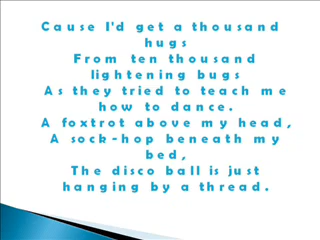 Cause I'd get a thousand
hugs
From ten thousand
lightening bugs
As they tried to teach me
how to dance.
A foxtrot above my head,
A sock-hop beneath my
bed,
The disco ball is just
hanging by a thread.